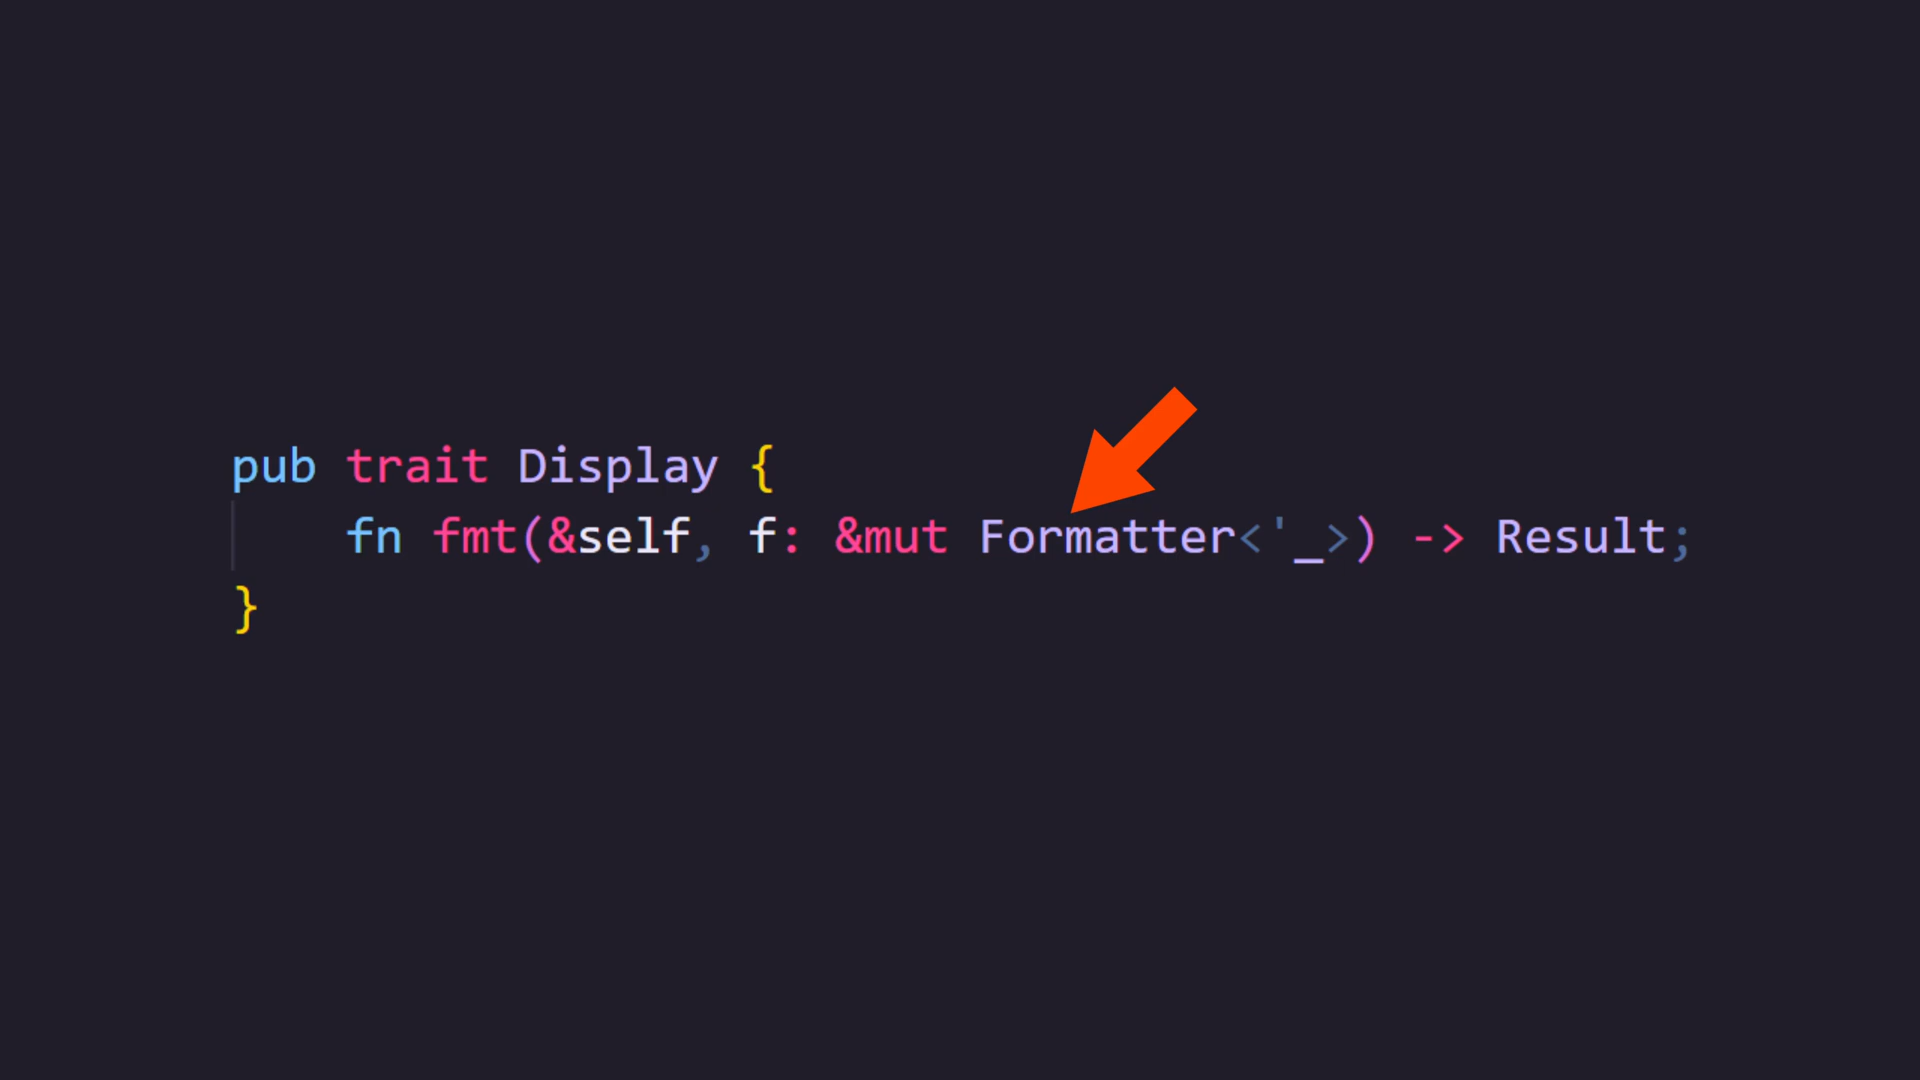 pub trait Display {
    fn fmt(&self, f: &mut Formatter<'_>) -> Result;
}